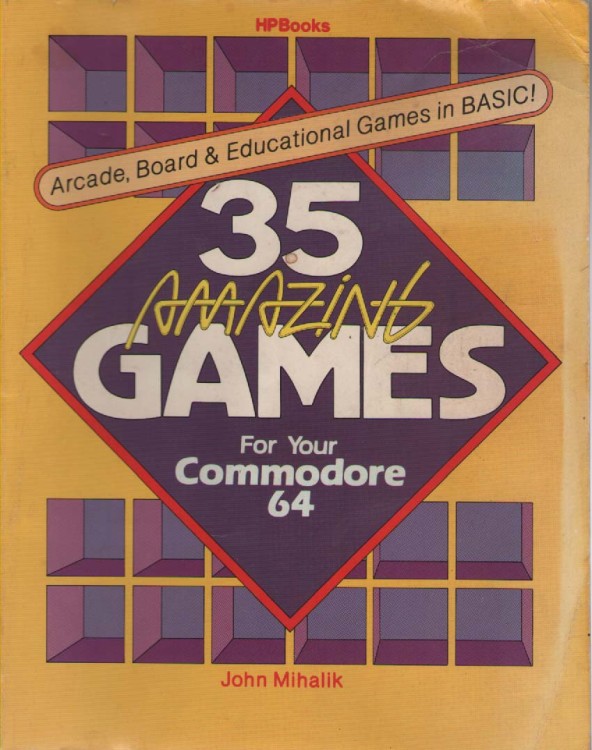 HPBooks
Arcade, Board & Educational Games in BASIC!
35
AMAZING
GAMES
For Your
Commodore
64
John Mihalik